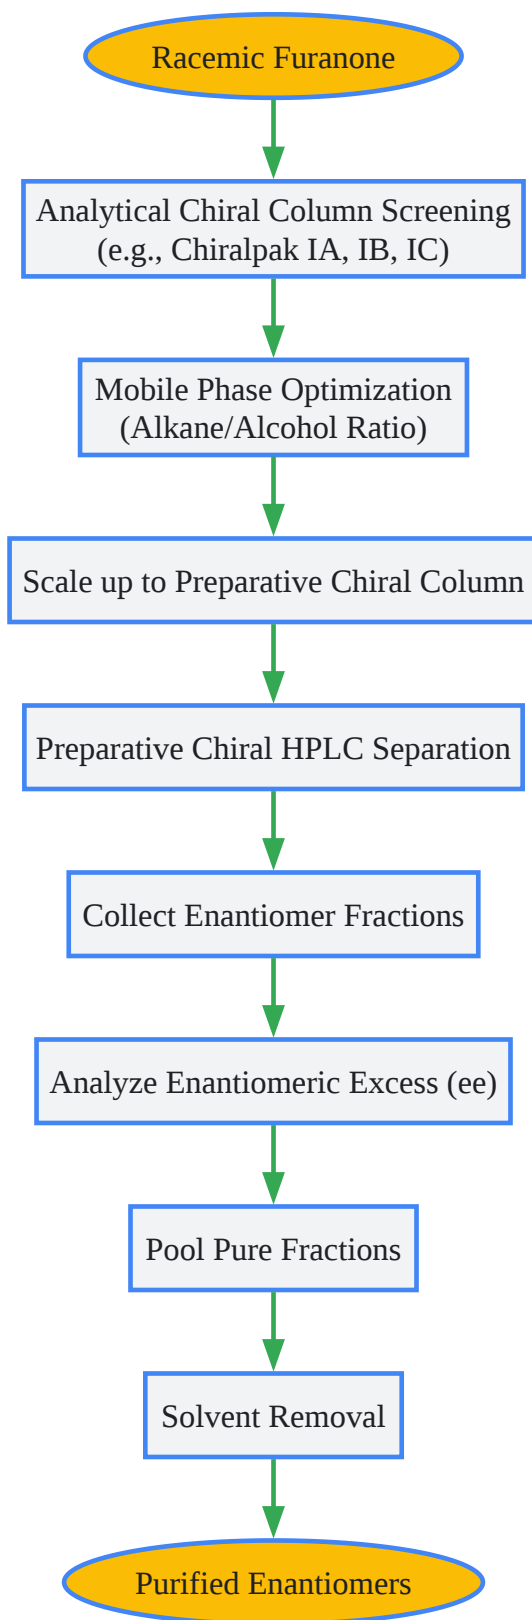 Racemic Furanone
Analytical Chiral Column Screening
(e.g., Chiralpak IA, IB, IC)
Mobile Phase Optimization
(Alkane/Alcohol Ratio)
Scale up to Preparative Chiral Column
Preparative Chiral HPLC Separation
Collect Enantiomer Fractions
Analyze Enantiomeric Excess (ee)
Pool Pure Fractions
Solvent Removal
Purified Enantiomers